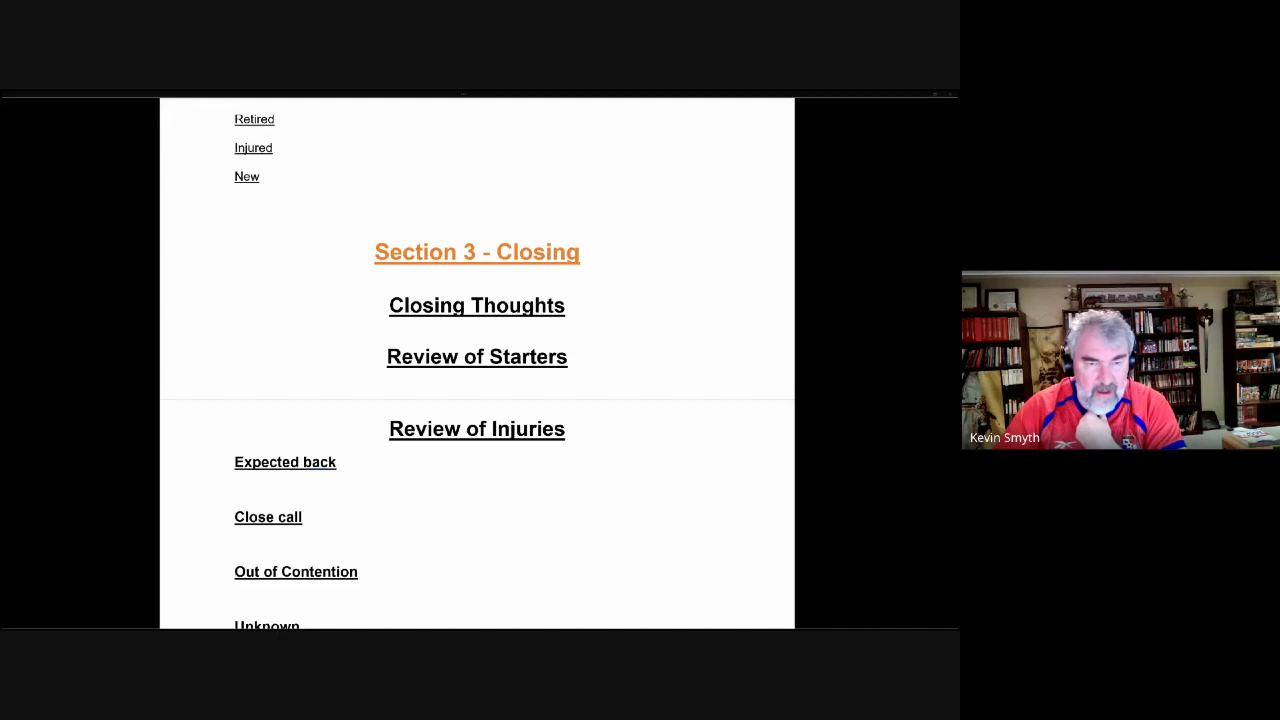 Retired
Injured
New
Section 3 - Closing
Closing Thoughts
Review of Starters
Review of Injuries
Expected back
Close call
Out of Contention
Unknown
Kevin Smyth